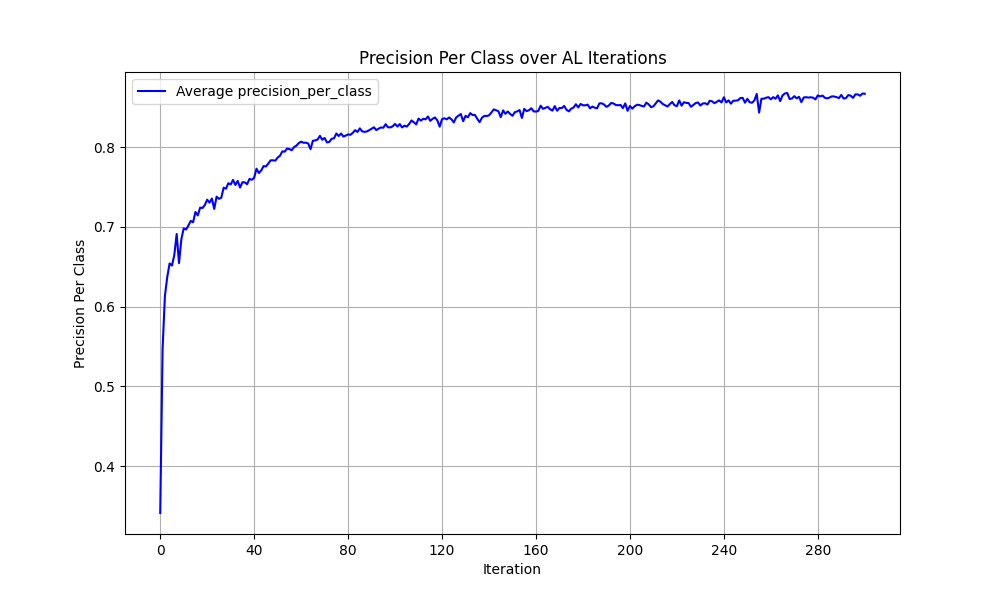 Precision Per Class over AL Iterations
Average precision_per_class
Precision Per Class
0.8
0.7
0.6
0.5
0.4
0 40 80 120 160 200 240 280
Iteration